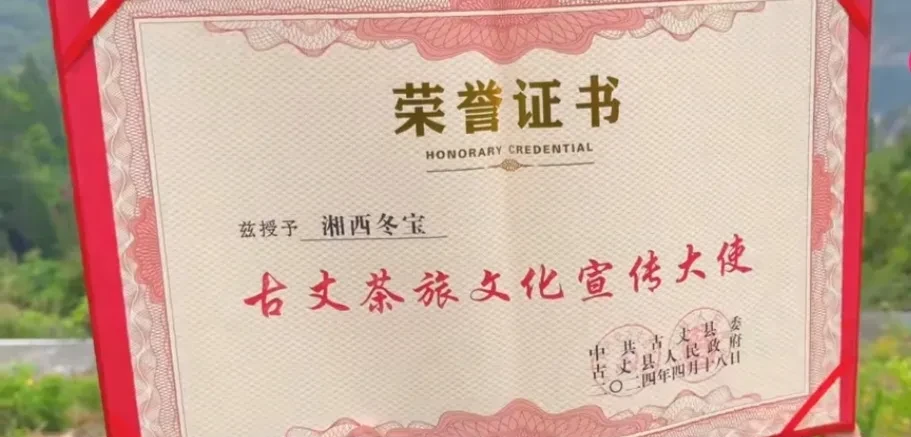 荣誉证书
HONORARY CREDENTIAL
兹授予 湘西冬宝
古丈茶旅文化宣传大使
中共古丈县委
古丈县人民政府
二〇二四年四月十八日